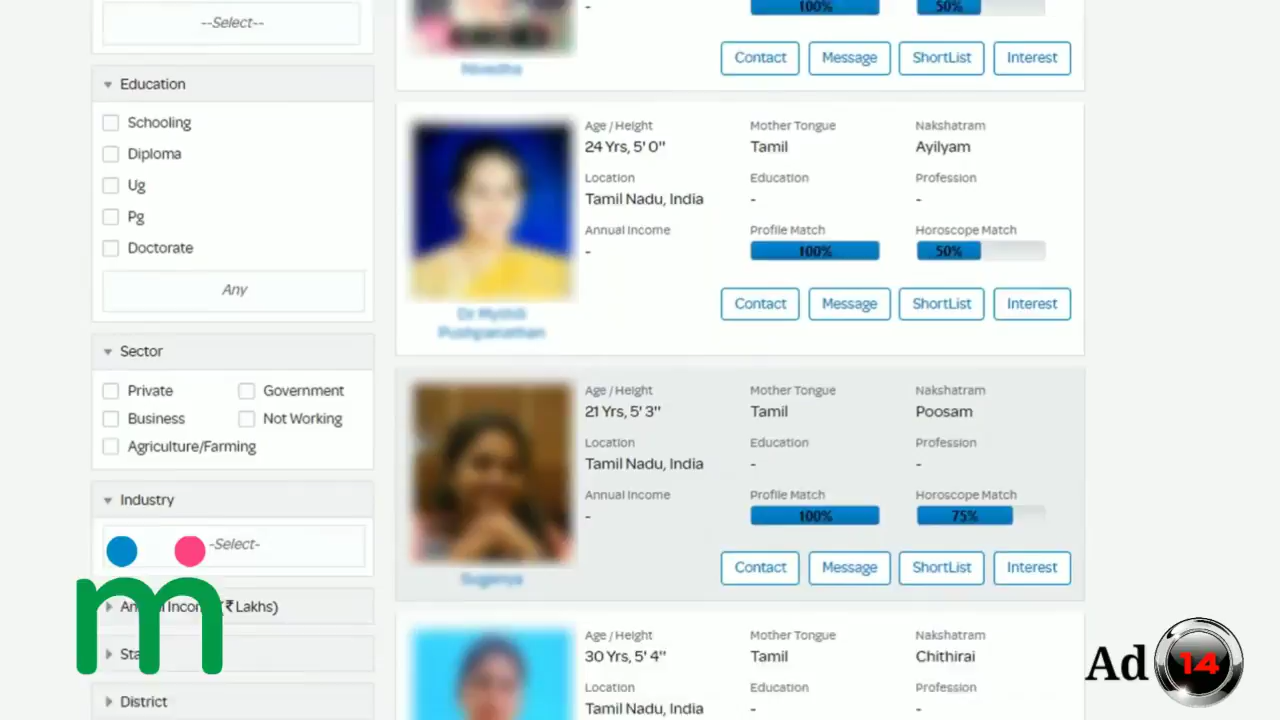 --Select--
Education
Schooling
Diploma
Ug
Pg
Doctorate
Any
Sector
Private
Government
Business
Not Working
Agriculture/Farming
Industry
-Select-
Lakhs)
District
-
100%
50%
Contact
Message
ShortList
Interest
Age / Height
Mother Tongue
Nakshatram
24 Yrs, 5' 0"
Tamil
Ayilyam
Location
Education
Profession
Tamil Nadu, India
-
-
Annual Income
Profile Match
Horoscope Match
-
100%
50%
Contact
Message
ShortList
Interest
Age / Height
Mother Tongue
Nakshatram
21 Yrs, 5' 3"
Tamil
Poosam
Location
Education
Profession
Tamil Nadu, India
-
-
Annual Income
Profile Match
Horoscope Match
-
100%
75%
Contact
Message
ShortList
Interest
Age / Height
Mother Tongue
Nakshatram
30 Yrs, 5' 4"
Tamil
Chithirai
Location
Education
Profession
Tamil Nadu, India
-
-
m
Ad 14